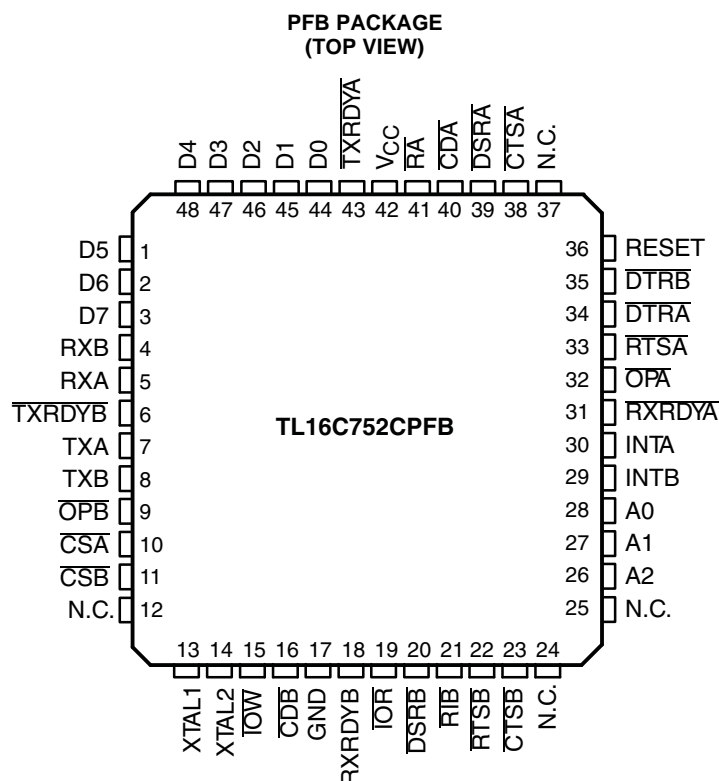 PFB PACKAGE
(TOP VIEW)
D4 D3 D2 D1 D0 TXRDYA VCC RA CDA DSRA CTSA N.C.
48 47 46 45 44 43 42 41 40 39 38 37
D5 1 36 RESET
D6 2 35 DTRB
D7 3 34 DTRA
RXB 4 33 RTSA
RXA 5 32 OPA
TXRDYB 6 31 RXRDYA
TL16C752CPFB
TXA 7 30 INTA
TXB 8 29 INTB
OPB 9 28 A0
CSA 10 27 A1
CSB 11 26 A2
N.C. 12 25 N.C.
13 14 15 16 17 18 19 20 21 22 23 24
XTAL1 XTAL2 IOW CDB GND RXRDYB IOR DSRB RIB RTSB CTSB N.C.